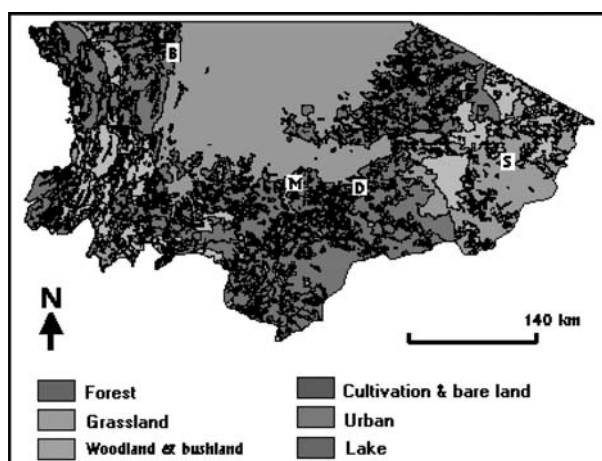 B
S
M
D
N
140 km
Forest
Grassland
Woodland & bushland
Cultivation & bare land
Urban
Lake